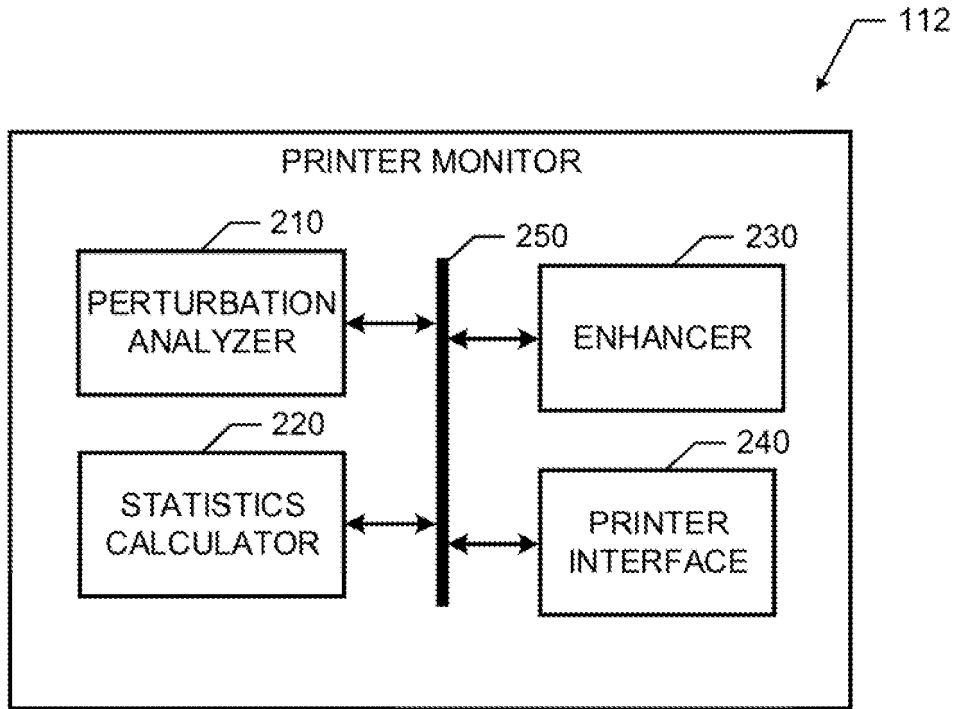 112
PRINTER MONITOR
210
PERTURBATION
ANALYZER
250
230
ENHANCER
220
STATISTICS
CALCULATOR
240
PRINTER
INTERFACE